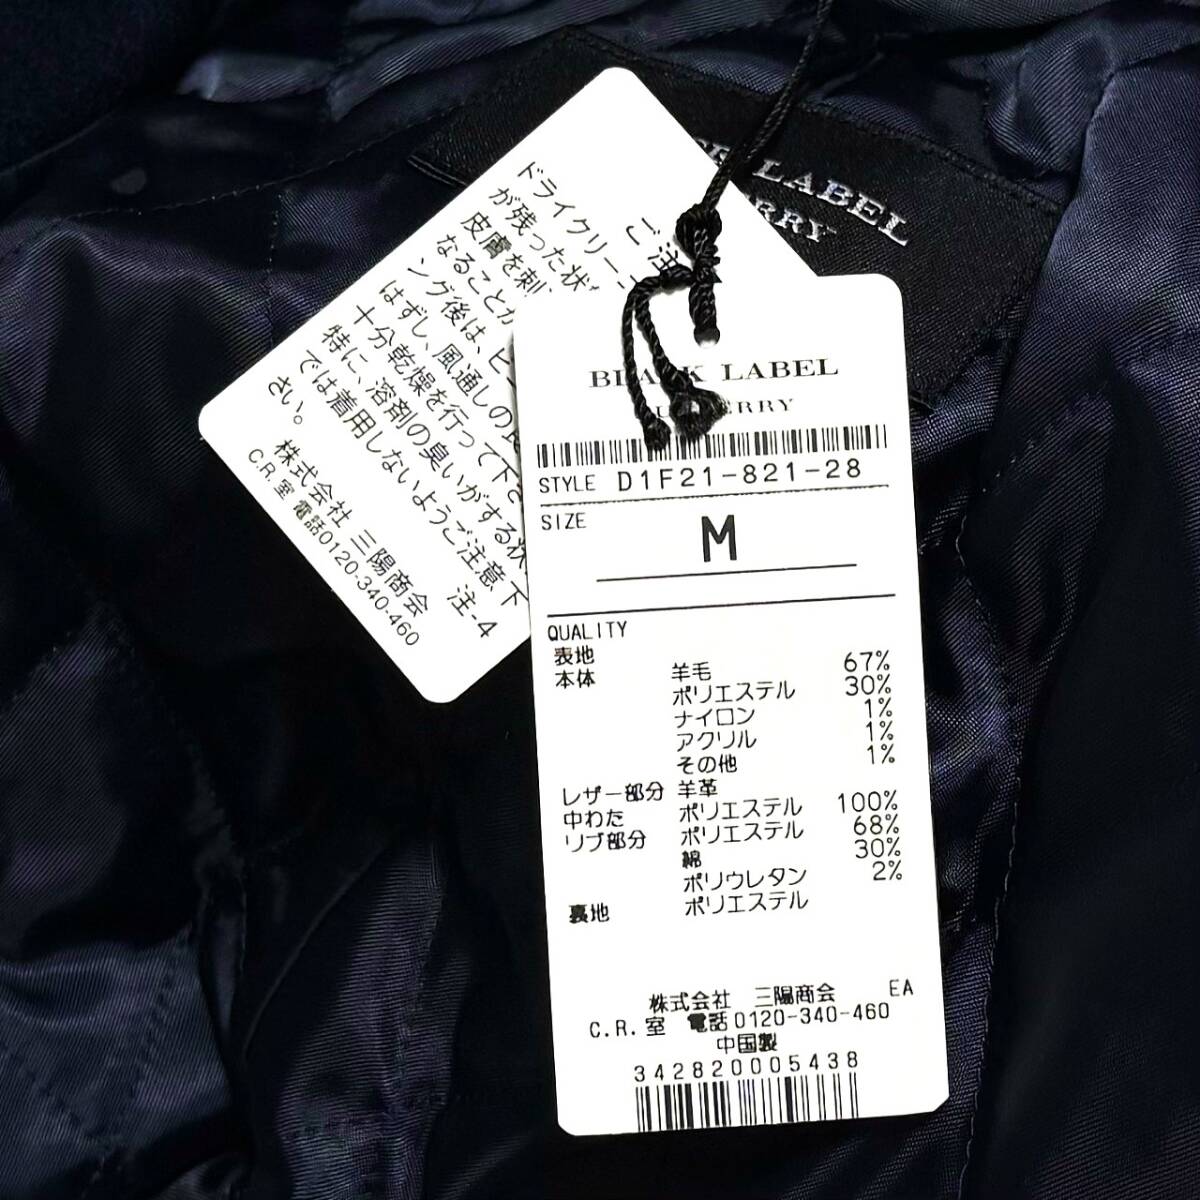 LABEL
ご注
ドライクリー
が残った状
皮膚を刺
なることが
ング後は、ビ
はずし、風通しの良
十分乾燥を行って下さ
特に、溶剤の臭いがする状
では着用しないようご注意下
さい。
注-4
株式会社 三陽商会
C.R.室 電話0120-340-460
BLACK LABEL
BURBERRY
STYLE D1F21-821-28
SIZE
M
QUALITY
表地
本体 羊毛 67%
ポリエステル 30%
ナイロン 1%
アクリル 1%
その他 1%
レザー部分 羊革
中わた ポリエステル 100%
リブ部分 ポリエステル 68%
綿 30%
ポリウレタン 2%
裏地 ポリエステル
株式会社 三陽商会 EA
C.R.室 電話0120-340-460
中国製
342820005438